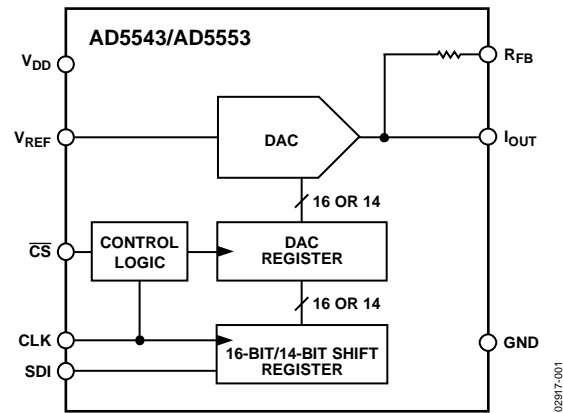 AD5543/AD5553
VDD
RFB
VREF
DAC
IOUT
16 OR 14
CS
CONTROL
LOGIC
DAC
REGISTER
16 OR 14
CLK
16-BIT/14-BIT SHIFT
REGISTER
GND
SDI
02917-001